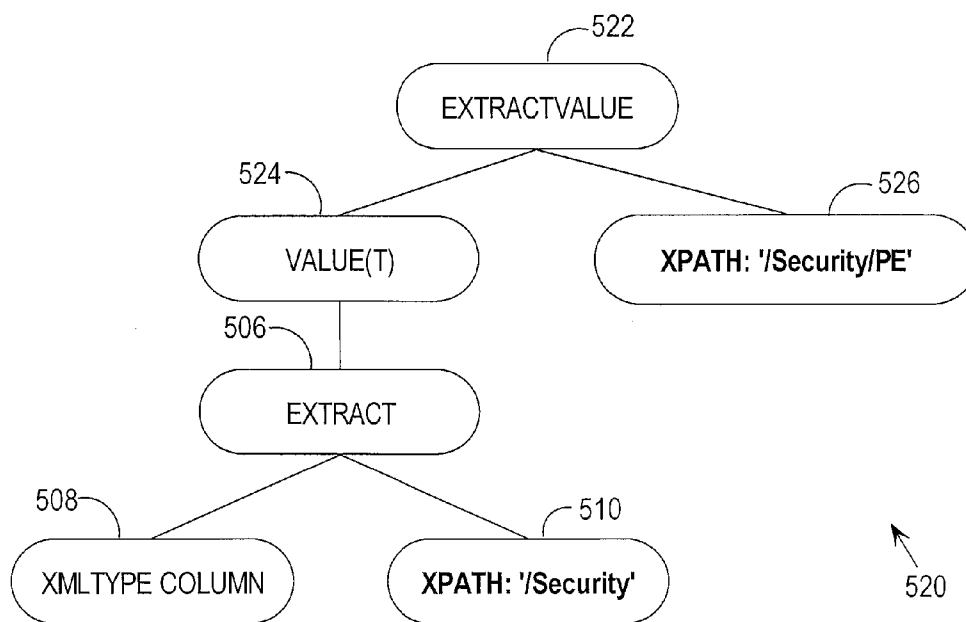 522
EXTRACTVALUE
524
526
VALUE(T)
XPATH: '/Security/PE'
506
EXTRACT
508
510
XMLTYPE COLUMN
XPATH: '/Security'
520